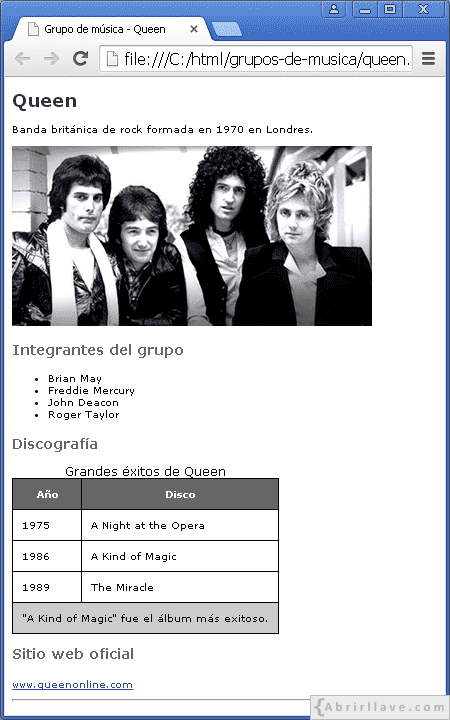 Grupo de música - Queen
file:///C:/html/grupos-de-musica/queen.
Queen
Banda británica de rock formada en 1970 en Londres.
Integrantes del grupo
Brian May
Freddie Mercury
John Deacon
Roger Taylor
Discografía
Grandes éxitos de Queen
Año Disco
1975 A Night at the Opera
1986 A Kind of Magic
1989 The Miracle
"A Kind of Magic" fue el álbum más exitoso.
Sitio web oficial
www.queenonline.com
{Abrirllave.com